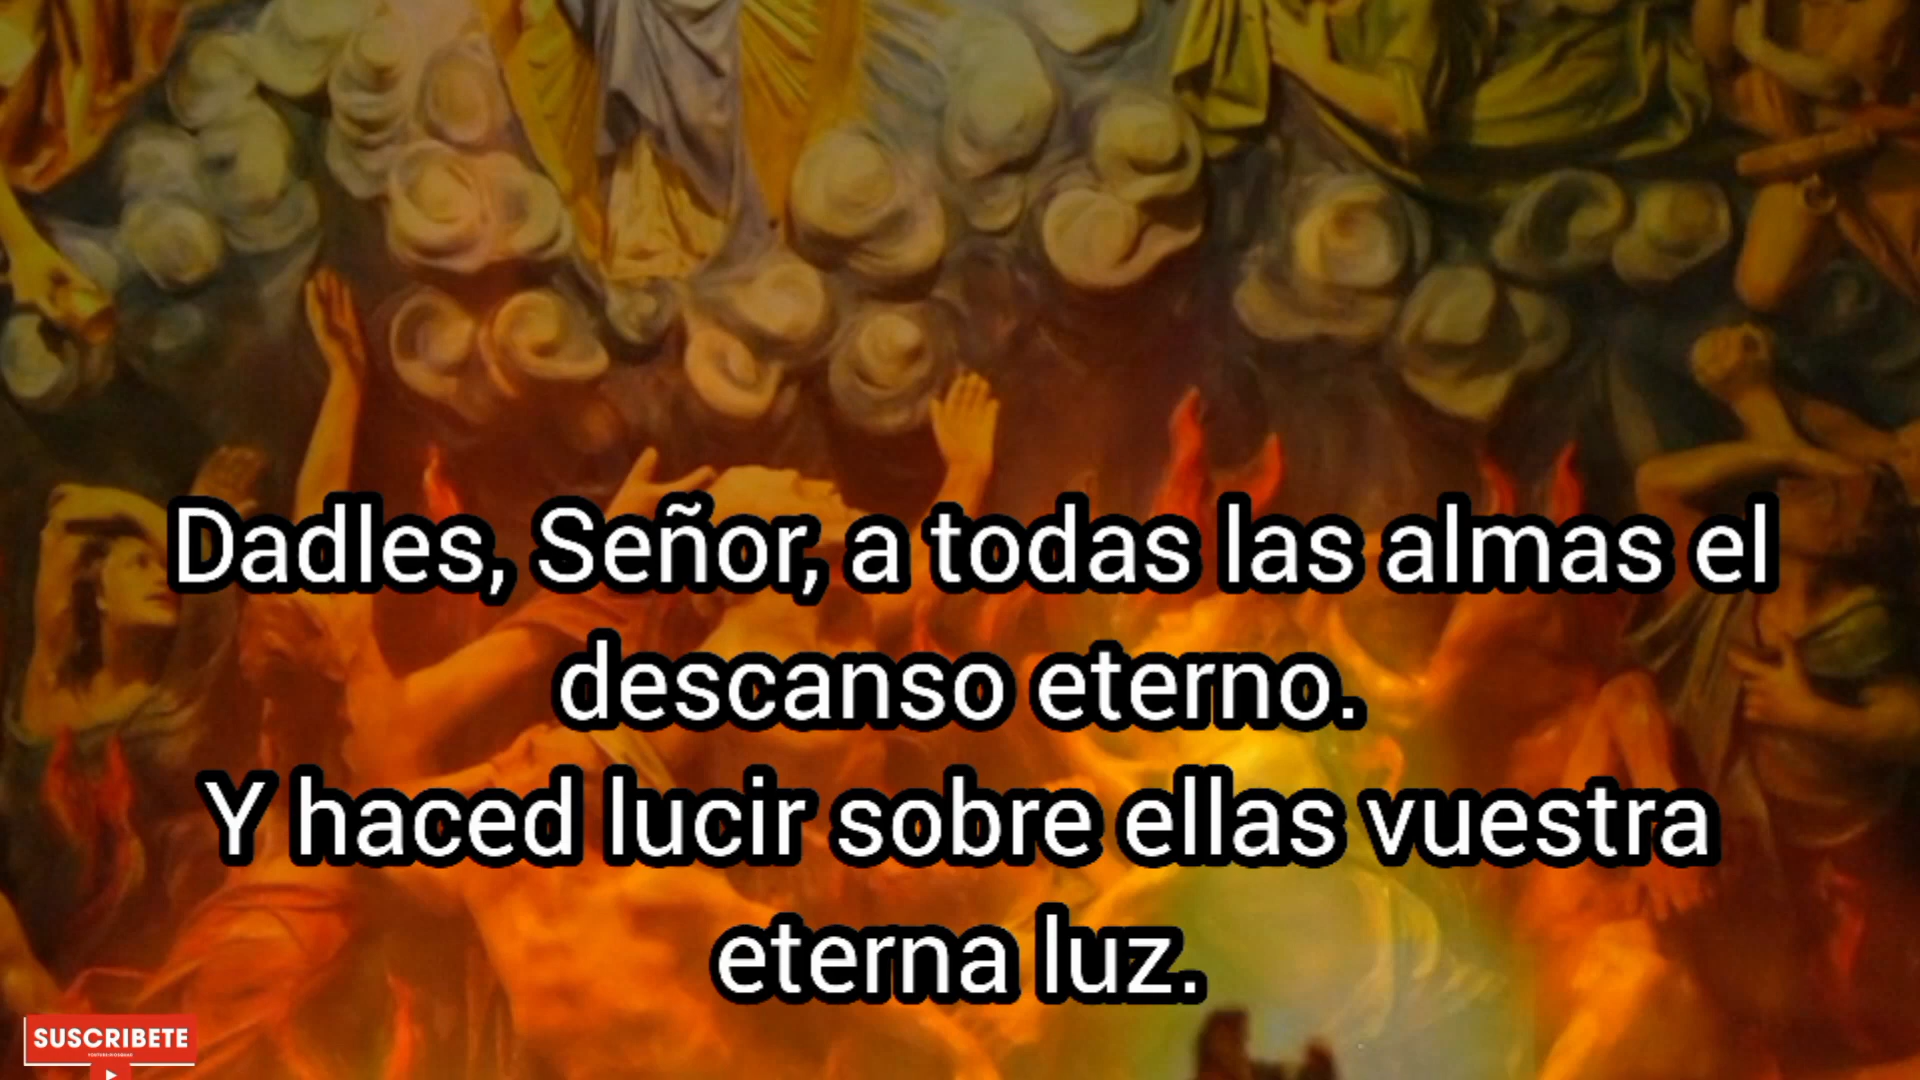 Dadles, Señor, a todas las almas el
descanso eterno.
Y haced lucir sobre ellas vuestra
eterna luz.
SUSCRIBETE